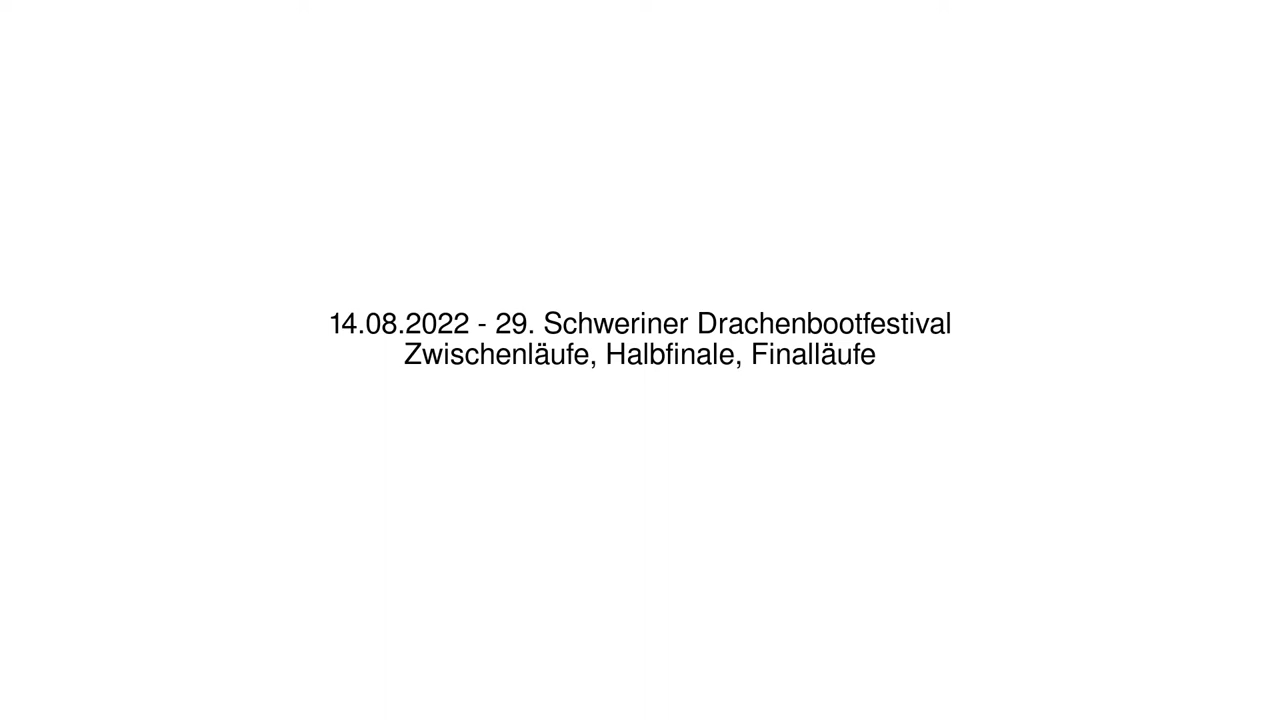 14.08.2022 - 29. Schweriner Drachenbootfestival
Zwischenläufe, Halbfinale, Finalläufe